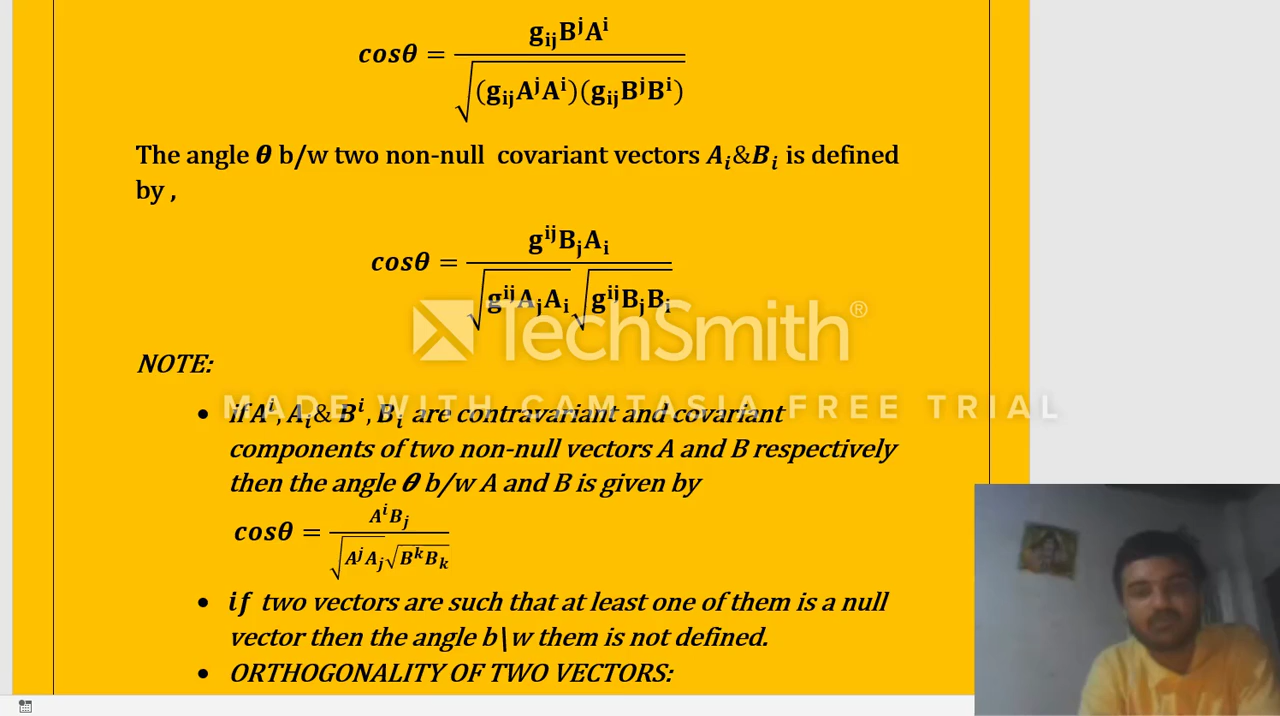 cosθ = g_ij B^j A^i / √((g_ij A^j A^i)(g_ij B^j B^i))
The angle θ b/w two non-null covariant vectors A_i & B_i is defined
by ,
cosθ = g^ij B_j A_i / √(g^ij A_j A_i) √(g^ij B_j B_i)
TechSmith®
NOTE:
MADE WITH CAMTASIA FREE TRIAL
• if A^i, A_i & B^i, B_i are contravariant and covariant
components of two non-null vectors A and B respectively
then the angle θ b/w A and B is given by
cosθ = A^i B_j / √(A^j A_j) √(B^k B_k)
• if two vectors are such that at least one of them is a null
vector then the angle b\w them is not defined.
• ORTHOGONALITY OF TWO VECTORS: